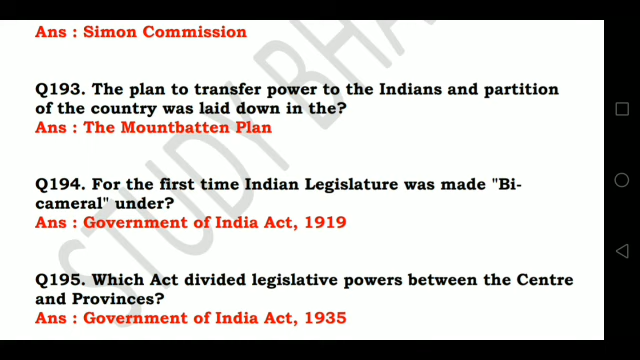 Ans : Simon Commission
Q193. The plan to transfer power to the Indians and partition
of the country was laid down in the?
Ans : The Mountbatten Plan
Q194. For the first time Indian Legislature was made "Bi-
cameral" under?
Ans : Government of India Act, 1919
Q195. Which Act divided legislative powers between the Centre
and Provinces?
Ans : Government of India Act, 1935
STUDY BHA